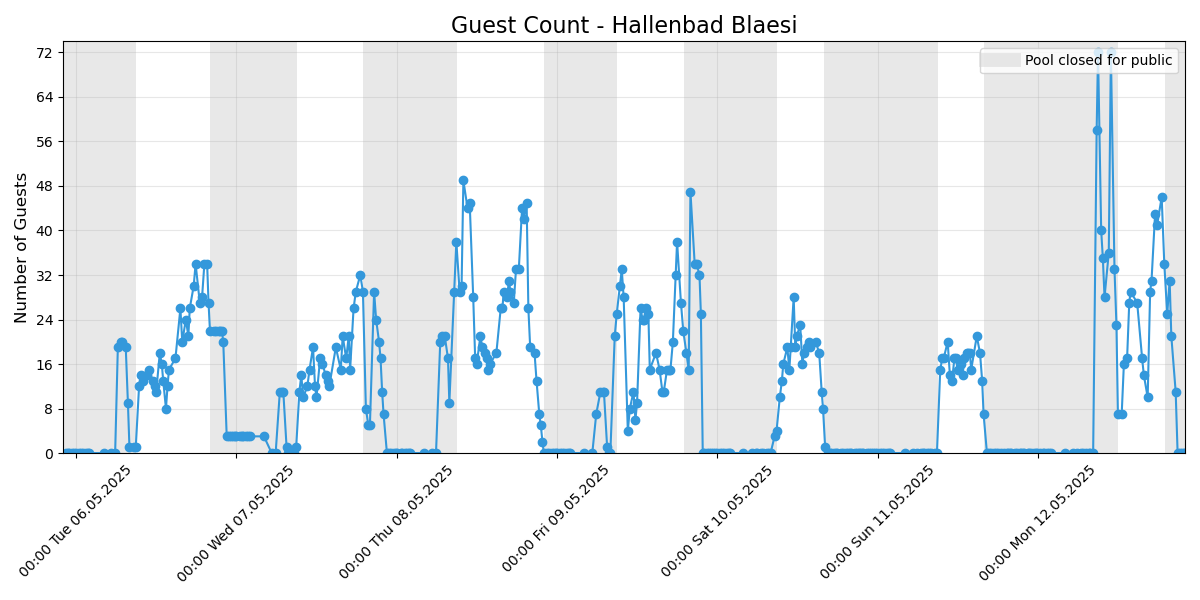 Guest Count - Hallenbad Blaesi
Pool closed for public
Number of Guests
72
64
56
48
40
32
24
16
8
0
00:00 Tue 06.05.2025
00:00 Wed 07.05.2025
00:00 Thu 08.05.2025
00:00 Fri 09.05.2025
00:00 Sat 10.05.2025
00:00 Sun 11.05.2025
00:00 Mon 12.05.2025